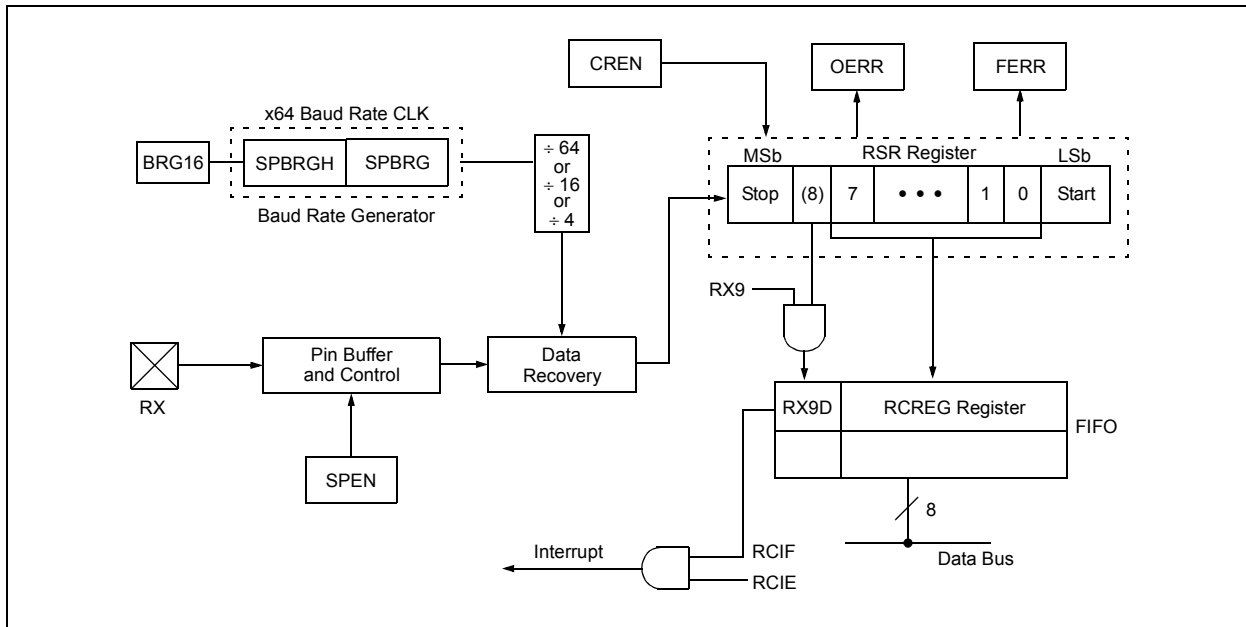 CREN
OERR
FERR
x64 Baud Rate CLK
BRG16
SPBRGH
SPBRG
Baud Rate Generator
÷ 64
or
÷ 16
or
÷ 4
MSb
RSR Register
LSb
Stop
(8)
7
• • •
1
0
Start
RX9
RX
Pin Buffer
and Control
Data
Recovery
SPEN
RX9D
RCREG Register
FIFO
8
Data Bus
Interrupt
RCIF
RCIE